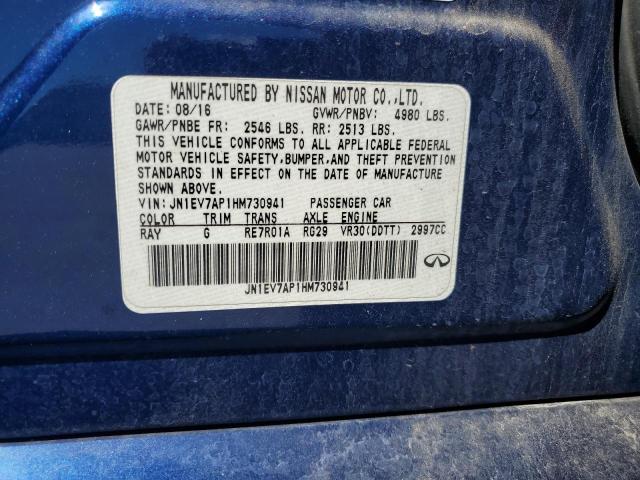 MANUFACTURED BY NISSAN MOTOR CO.,LTD.
DATE: 08/16 GVWR/PNBV: 4980 LBS.
GAWR/PNBE FR: 2546 LBS. RR: 2513 LBS.
THIS VEHICLE CONFORMS TO ALL APPLICABLE FEDERAL
MOTOR VEHICLE SAFETY,BUMPER,AND THEFT PREVENTION
STANDARDS IN EFFECT ON THE DATE OF MANUFACTURE
SHOWN ABOVE.
VIN: JN1EV7AP1HM730941 PASSENGER CAR
COLOR TRIM TRANS AXLE ENGINE
RAY G RE7R01A RG29 VR30(DDTT) 2997CC
JN1EV7AP1HM730941